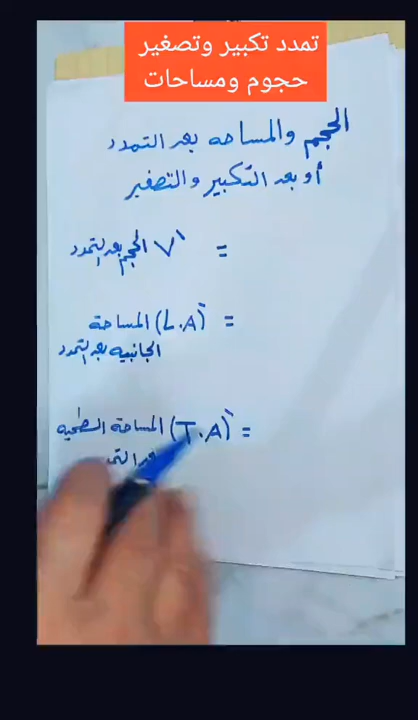 تمدد تكبير وتصغير
حجوم ومساحات
الحجم والمساحه بعد التمدد
أو بعد التكبير والتصغير
V` الحجم بعد التمدد =
(L.A)` المساحة =
الجانبيه بعد التمدد
(T.A)` المساحة السطحيه =